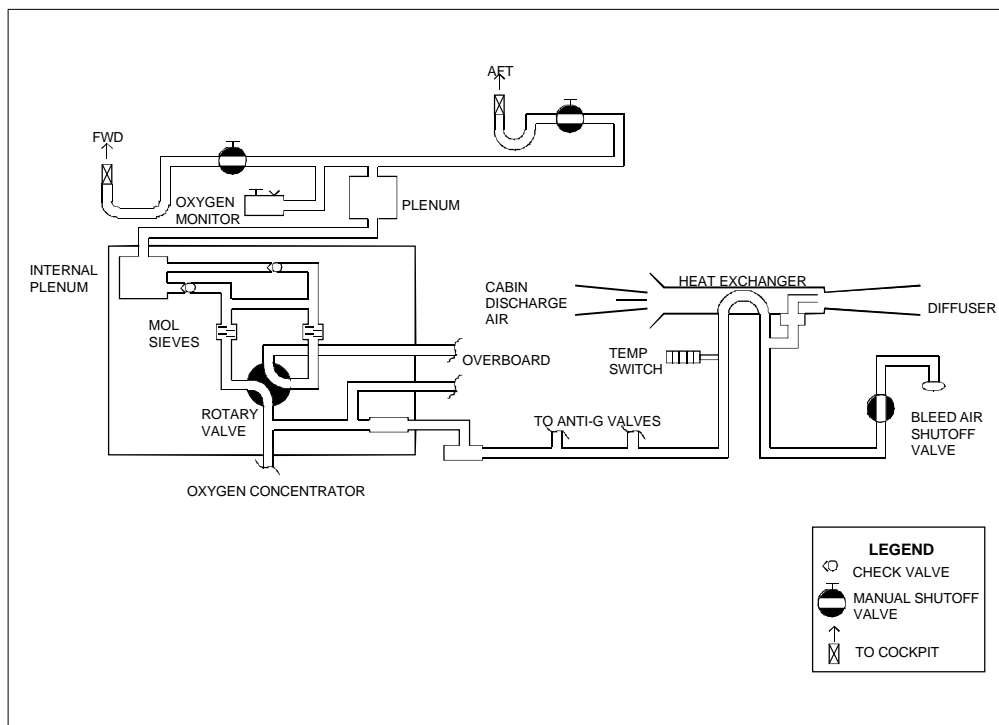 AFT
FWD
OXYGEN
MONITOR
PLENUM
INTERNAL
PLENUM
MOL
SIEVES
ROTARY
VALVE
OVERBOARD
OXYGEN CONCENTRATOR
CABIN
DISCHARGE
AIR
HEAT EXCHANGER
DIFFUSER
TEMP
SWITCH
TO ANTI-G VALVES
BLEED AIR
SHUTOFF
VALVE
LEGEND
CHECK VALVE
MANUAL SHUTOFF
VALVE
TO COCKPIT